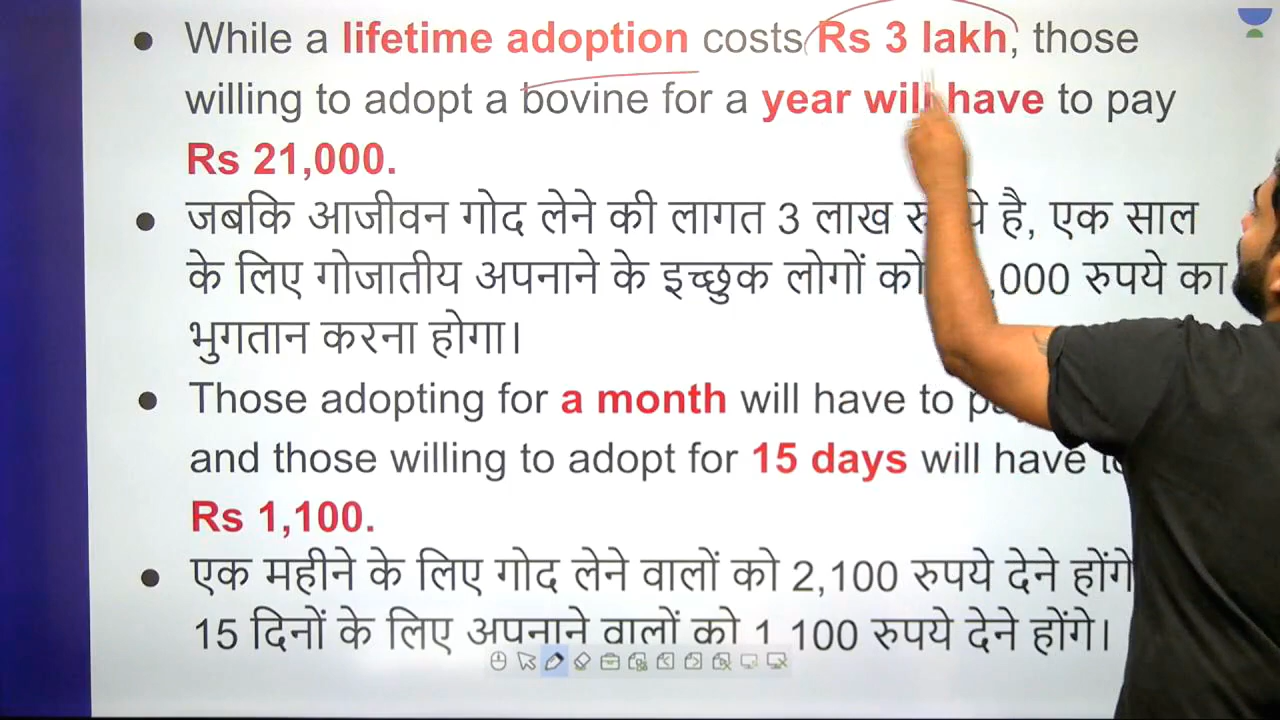 ● While a lifetime adoption costs Rs 3 lakh, those
willing to adopt a bovine for a year will have to pay
Rs 21,000.
● जबकि आजीवन गोद लेने की लागत 3 लाख है, एक साल
के लिए गोजातीय अपनाने के इच्छुक लोगों को ,000 रुपये का
भुगतान करना होगा।
● Those adopting for a month will have to
and those willing to adopt for 15 days will have
Rs 1,100.
● एक महीने के लिए गोद लेने वालों को 2,100 रुपये देने होंगे
15 दिनों के लिए अपनाने वालों को 1,100 रुपये देने होंगे।